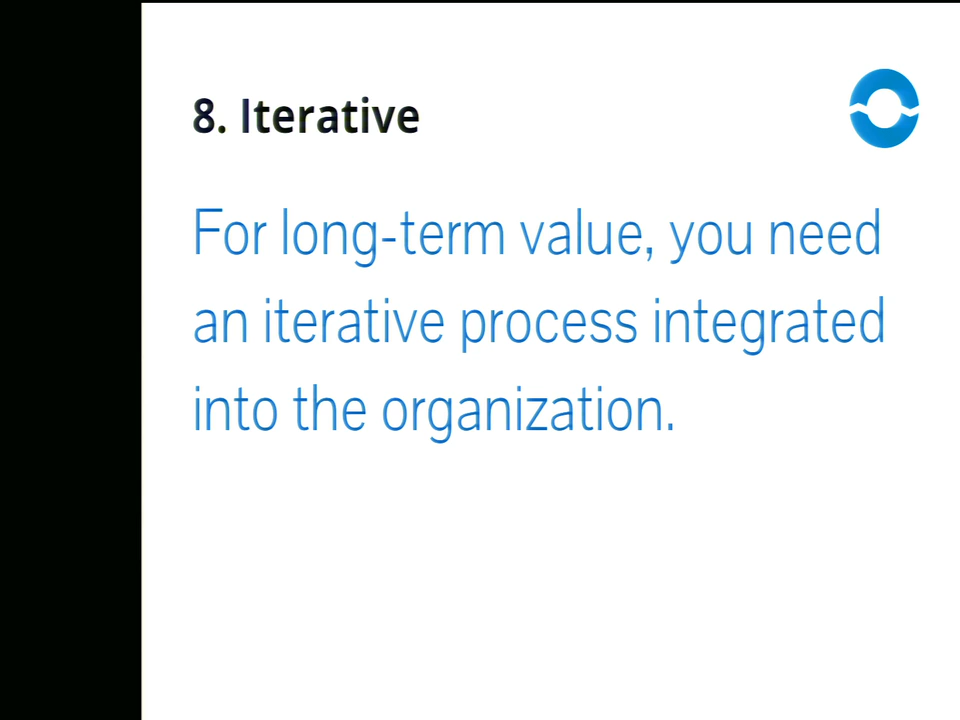 8. Iterative
For long-term value, you need
an iterative process integrated
into the organization.